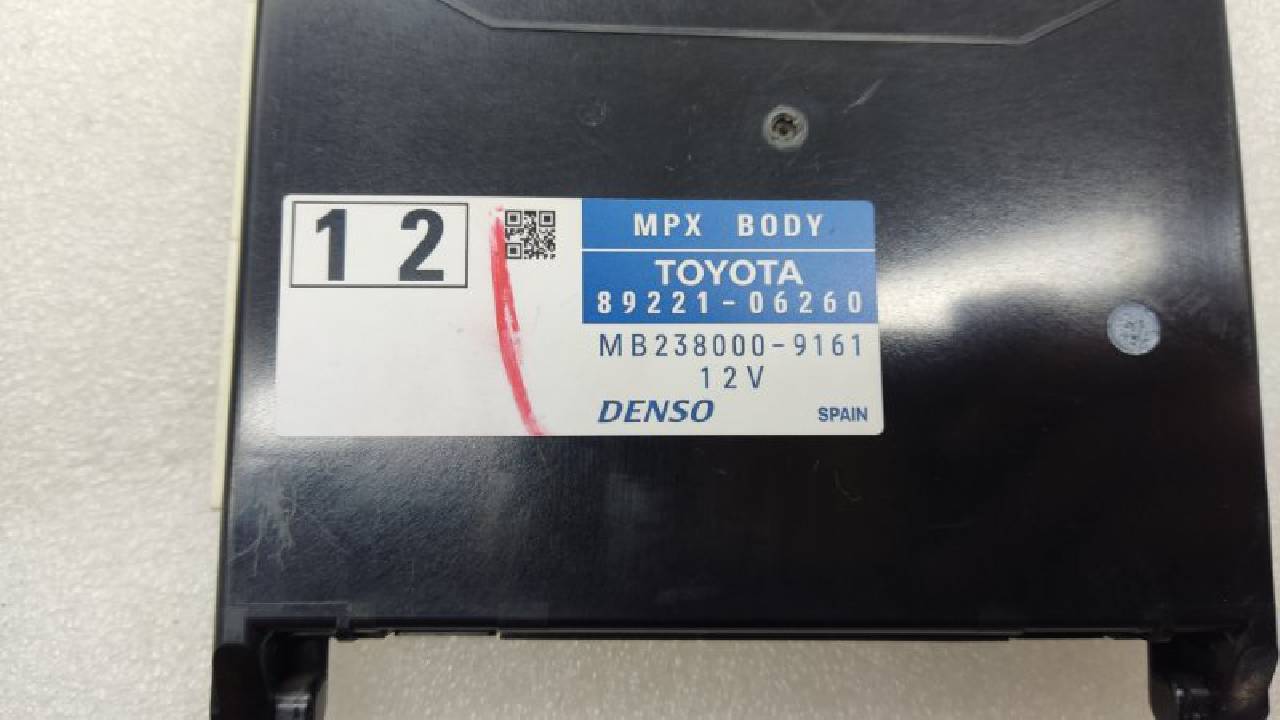 12
MPX BODY
TOYOTA
89221-06260
MB238000-9161
12V
DENSO
SPAIN